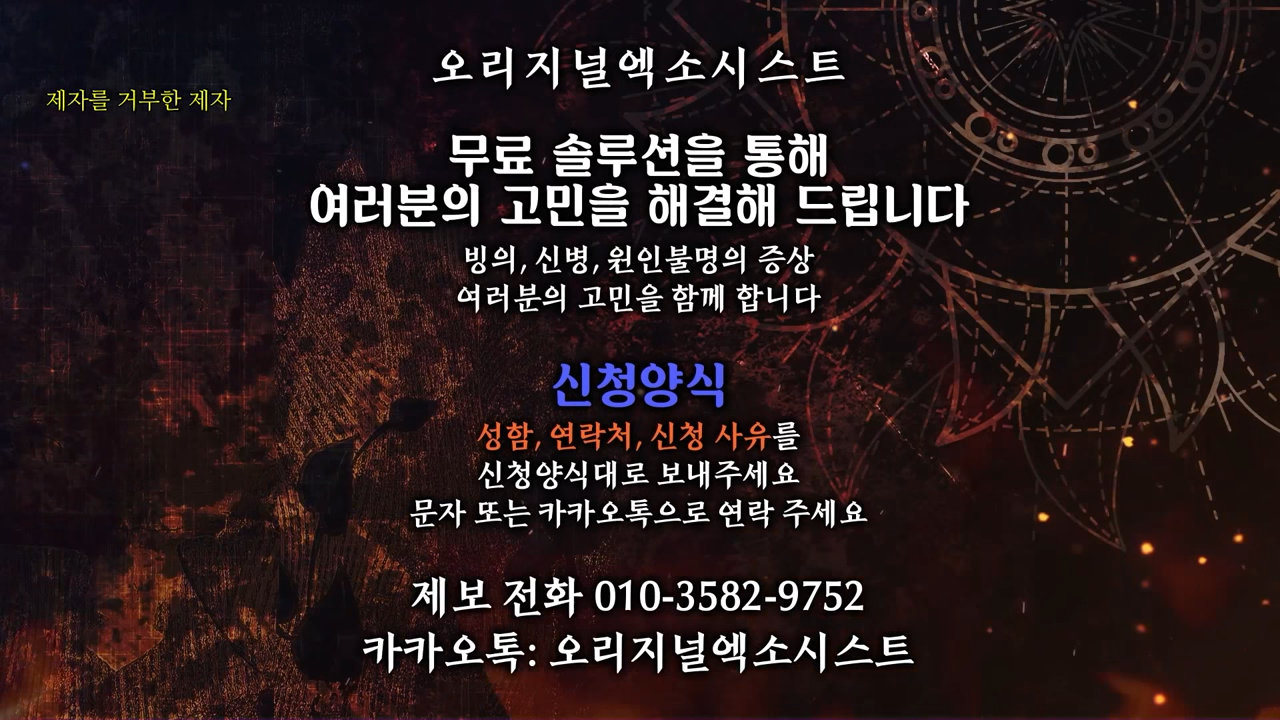 오리지널엑소시스트
제자를 거부한 제자
무료 솔루션을 통해
여러분의 고민을 해결해 드립니다
빙의, 신병, 원인불명의 증상
여러분의 고민을 함께 합니다
신청양식
성함, 연락처, 신청 사유를
신청양식대로 보내주세요
문자 또는 카카오톡으로 연락 주세요
제보 전화 010-3582-9752
카카오톡: 오리지널엑소시스트